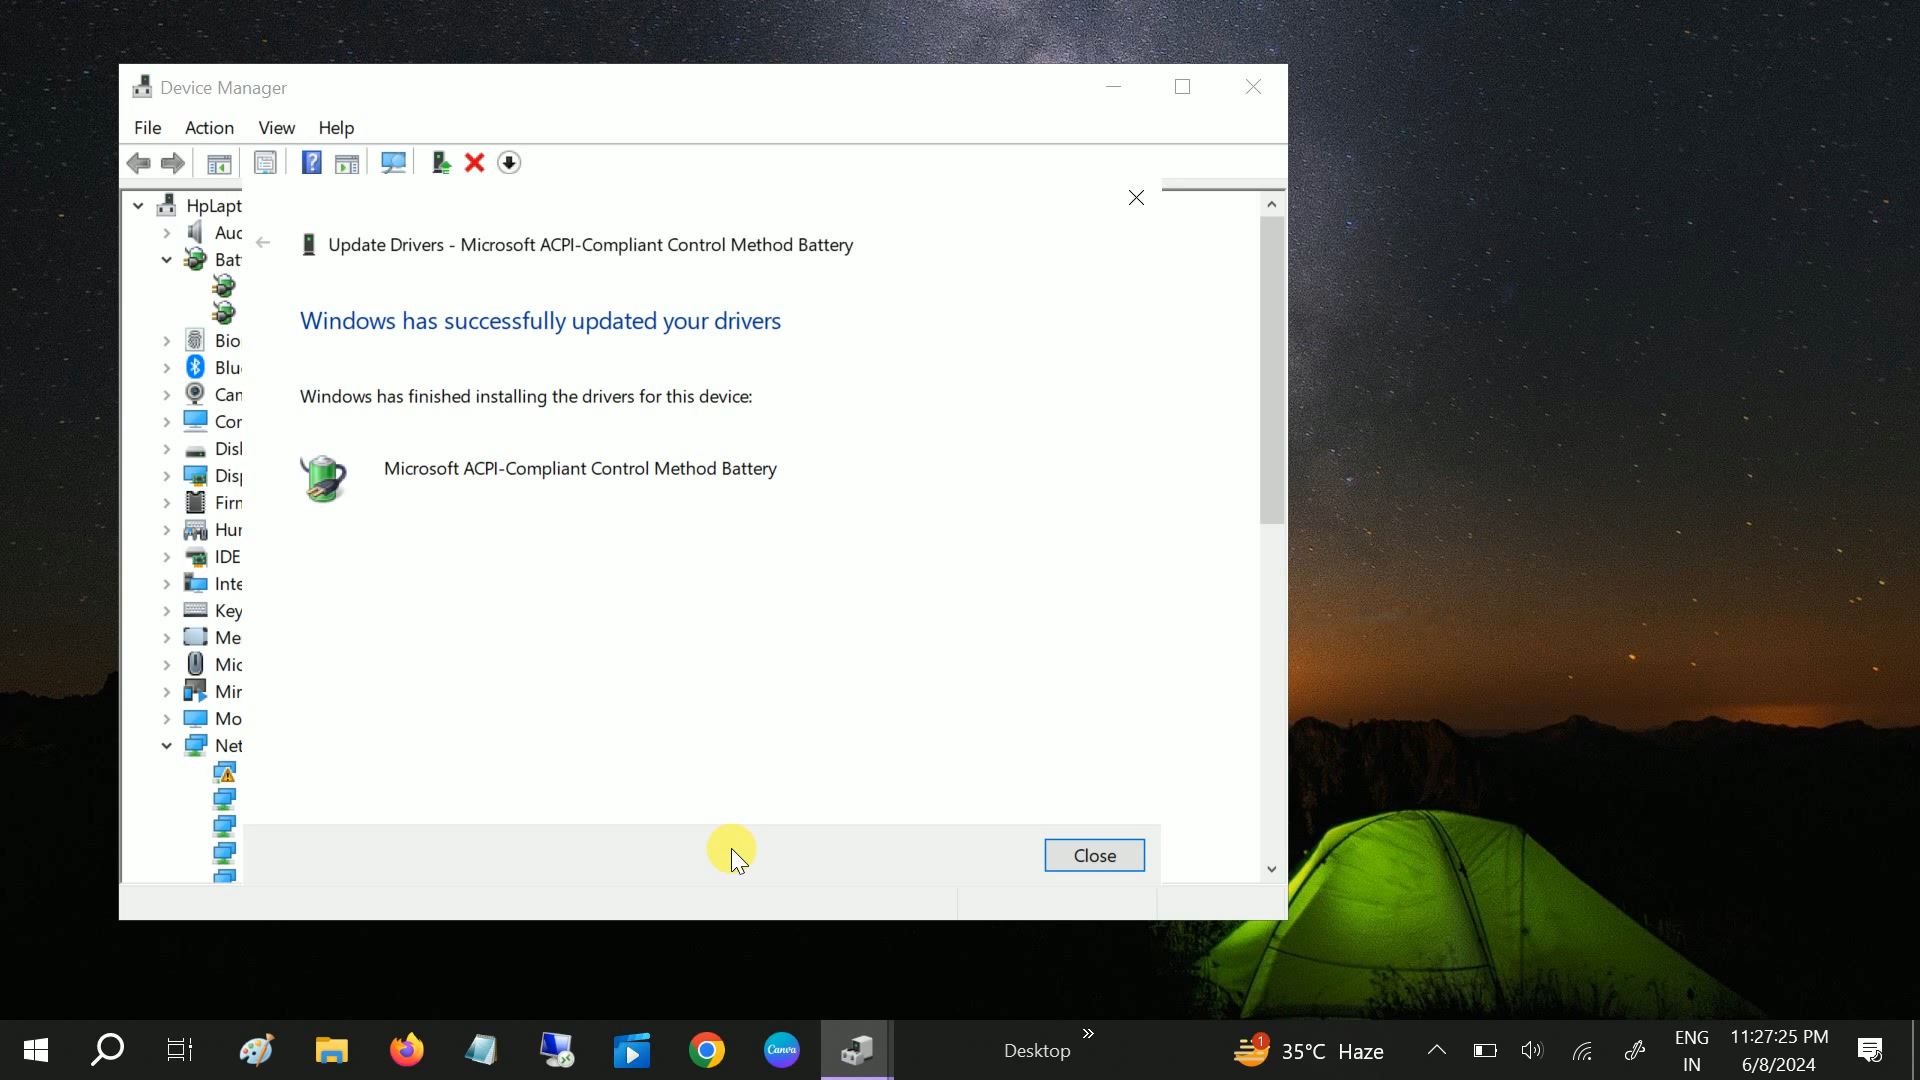 Device Manager
File Action View Help
HpLapt
Auc
Bat
Update Drivers - Microsoft ACPI-Compliant Control Method Battery
Windows has successfully updated your drivers
Bio
Blu
Windows has finished installing the drivers for this device:
Can
Cor
Disl
Microsoft ACPI-Compliant Control Method Battery
Disp
Firn
Hur
IDE
Inte
Key
Me
Mic
Mir
Mo
Net
Close
Canva
Desktop
1
35°C Haze
ENG
IN
11:27:25 PM
6/8/2024